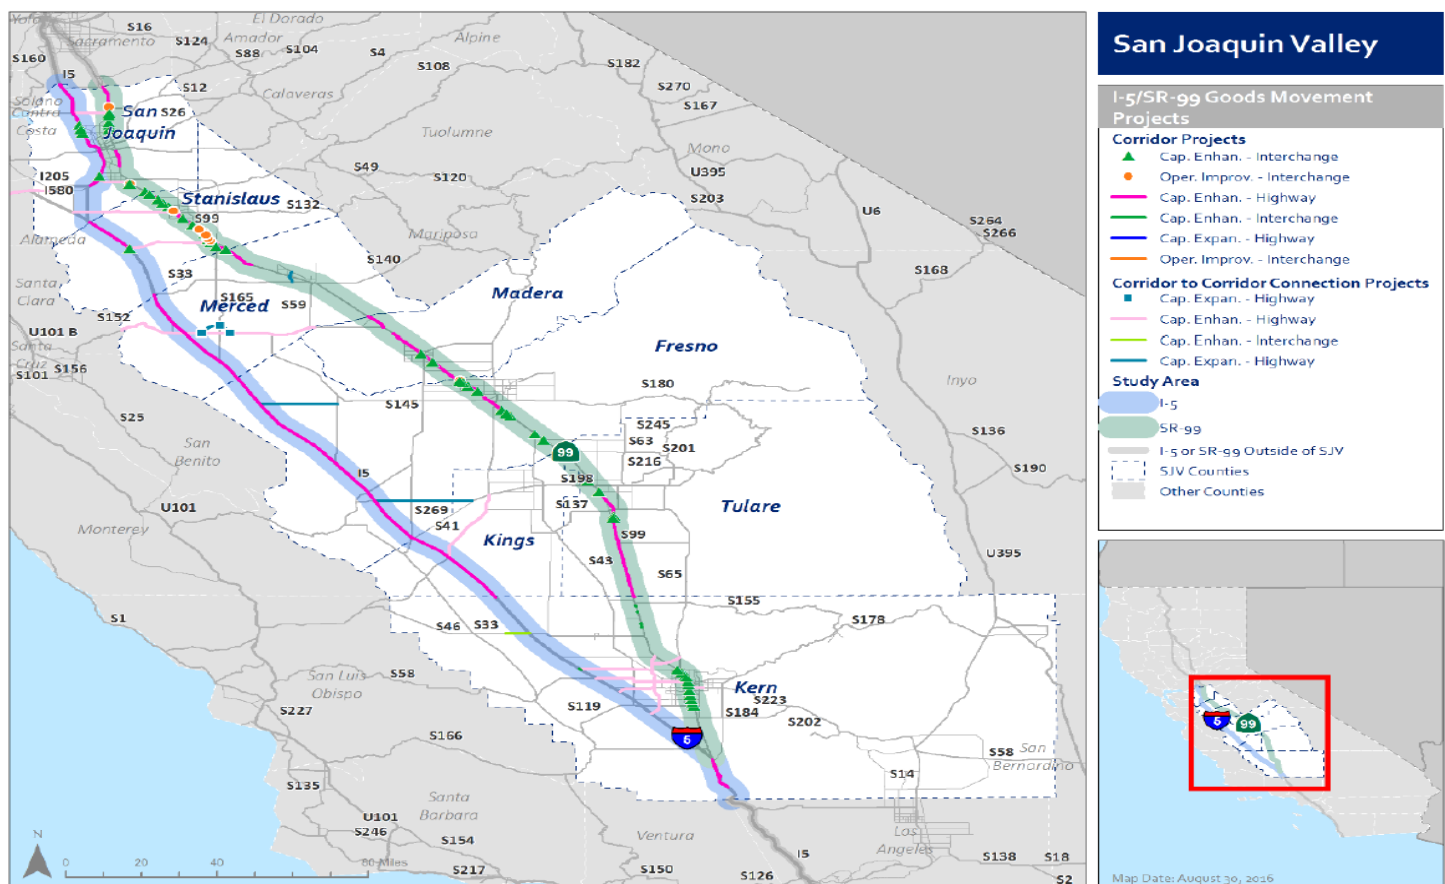 San Joaquin Valley
I-5/SR-99 Goods Movement
Projects
Corridor Projects
Cap. Enhan. - Interchange
Oper. Improv. - Interchange
Cap. Enhan. - Highway
Cap. Enhan. - Interchange
Cap. Expan. - Highway
Oper. Improv. - Interchange
Corridor to Corridor Connection Projects
Cap. Expan. - Highway
Cap. Enhan. - Highway
Cap. Enhan. - Interchange
Cap. Expan. - Highway
Study Area
I-5
SR-99
I-5 or SR-99 Outside of SJV
SJV Counties
Other Counties
5
99
Map Date: August 30, 2016
Yolo
S16
El Dorado
Sacramento
S124
Amador
S104
S88
S4
Alpine
S160
I5
S108
S182
S12
S270
Calaveras
S167
Solano
Contra
Costa
San
Joaquin
S26
Tuolumne
Mono
I205
I580
S49
S120
U395
S203
Stanislaus
S132
S99
U6
S264
S266
Alameda
Mariposa
S140
S168
S33
Santa
Clara
S165
S59
Merced
Madera
S152
U101 B
Santa
Cruz
S101
S156
Fresno
S180
Inyo
S145
S25
S245
S63
S201
S216
S136
San
Benito
99
I5
S198
S190
U101
S269
S137
Tulare
Monterey
S41
S99
Kings
U395
S43
S65
S1
S155
S46
S33
S178
San Luis
Obispo
S58
Kern
S223
S119
S184
S202
S227
S166
5
S58
San
Bernardino
S14
S135
Santa
Barbara
U101
S246
S154
Ventura
Los
Angeles
I5
S138
S18
S217
S150
S126
S2
N
0
20
40
80 Miles